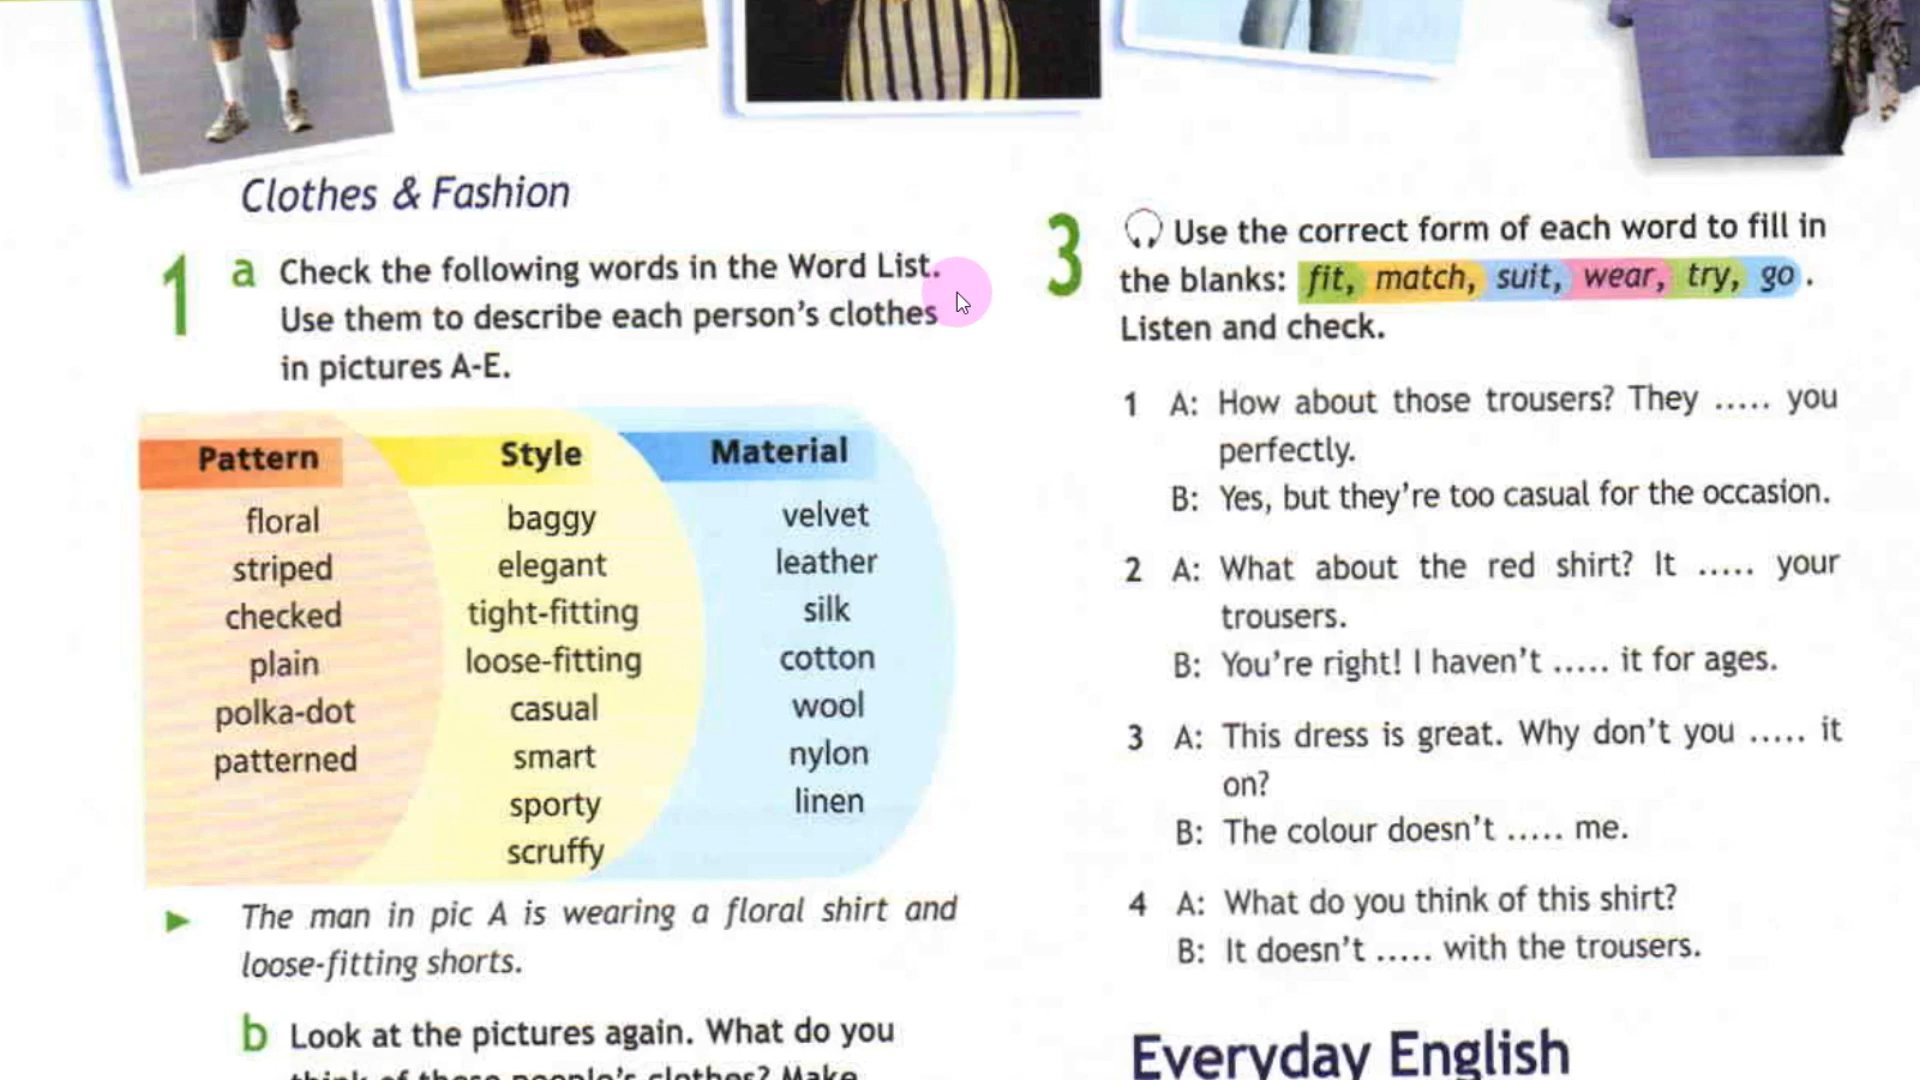 Clothes & Fashion
1 a Check the following words in the Word List.
Use them to describe each person's clothes
in pictures A-E.
Pattern
floral
striped
checked
plain
polka-dot
patterned
Style
baggy
elegant
tight-fitting
loose-fitting
casual
smart
sporty
scruffy
Material
velvet
leather
silk
cotton
wool
nylon
linen
The man in pic A is wearing a floral shirt and
loose-fitting shorts.
b Look at the pictures again. What do you
think of these people's clothes? Make
3 Use the correct form of each word to fill in
the blanks: fit, match, suit, wear, try, go .
Listen and check.
1 A: How about those trousers? They ..... you
perfectly.
B: Yes, but they're too casual for the occasion.
2 A: What about the red shirt? It ..... your
trousers.
B: You're right! I haven't ..... it for ages.
3 A: This dress is great. Why don't you ..... it
on?
B: The colour doesn't ..... me.
4 A: What do you think of this shirt?
B: It doesn't ..... with the trousers.
Everyday English